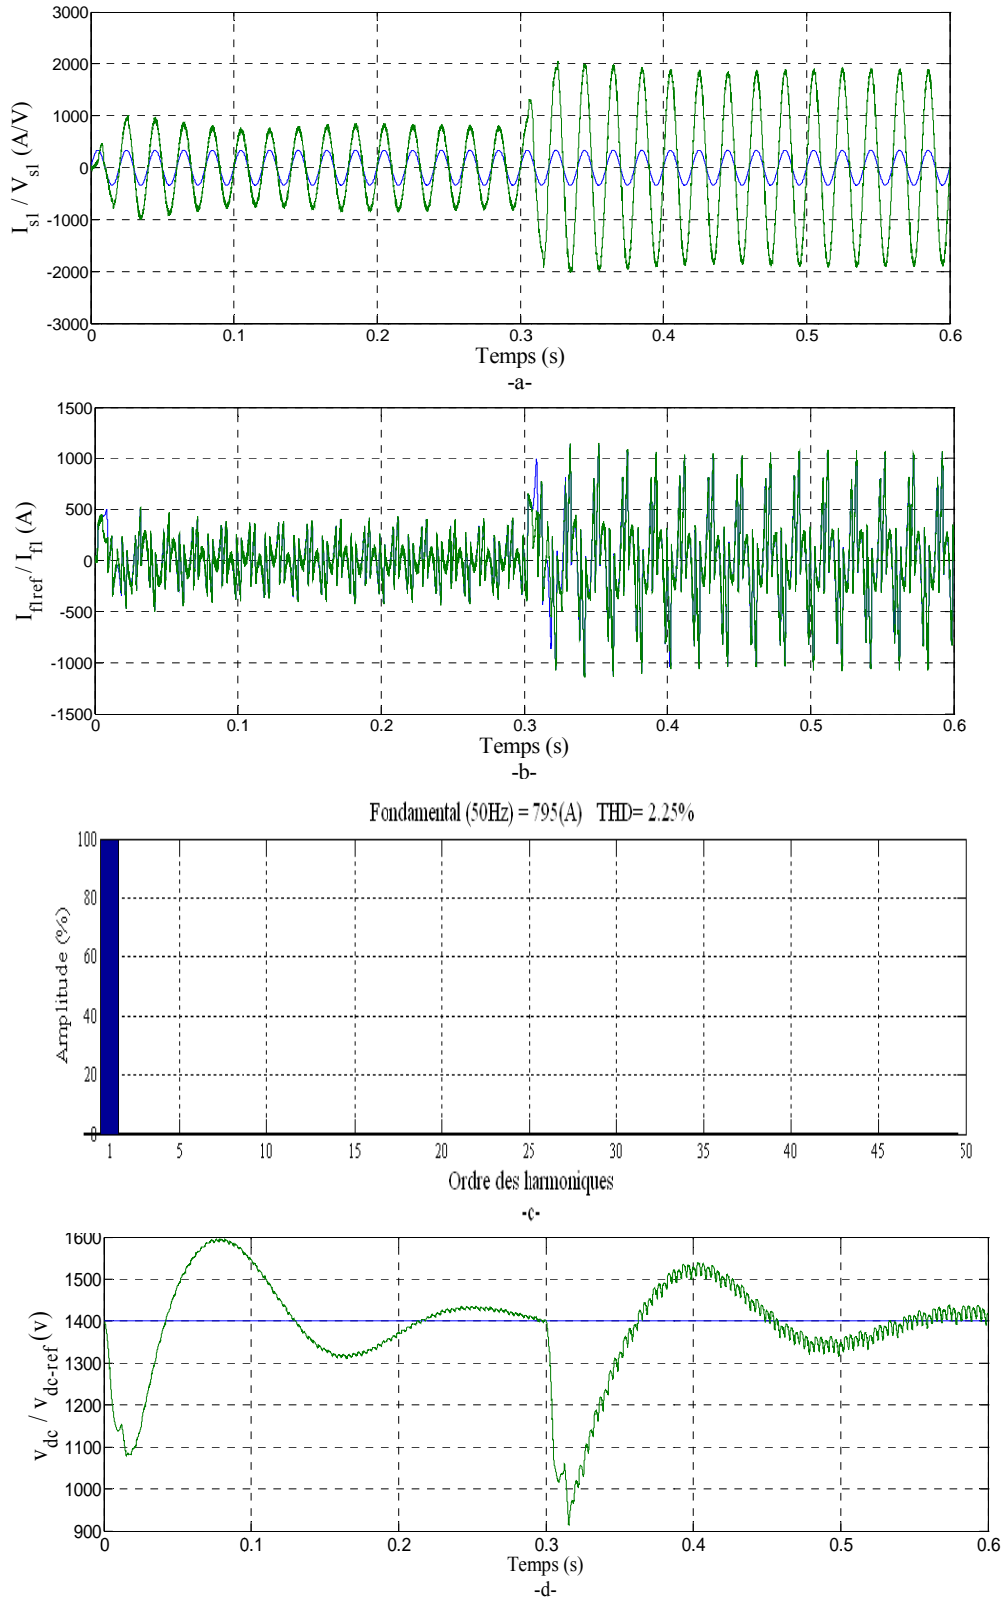 3000
2000
1000
0
-1000
-2000
-3000
I_s1 / V_s1 (A/V)
0 0.1 0.2 0.3 0.4 0.5 0.6
Temps (s)
-a-
1500
1000
500
0
-500
-1000
-1500
I_f1ref / I_f1 (A)
0 0.1 0.2 0.3 0.4 0.5 0.6
Temps (s)
-b-
Fondamental (50Hz) = 795(A) THD= 2.25%
100
80
60
40
20
0
Amplitude (%)
1 5 10 15 20 25 30 35 40 45 50
Ordre des harmoniques
-c-
1600
1500
1400
1300
1200
1100
1000
900
v_dc / v_dc-ref (v)
0 0.1 0.2 0.3 0.4 0.5 0.6
Temps (s)
-d-